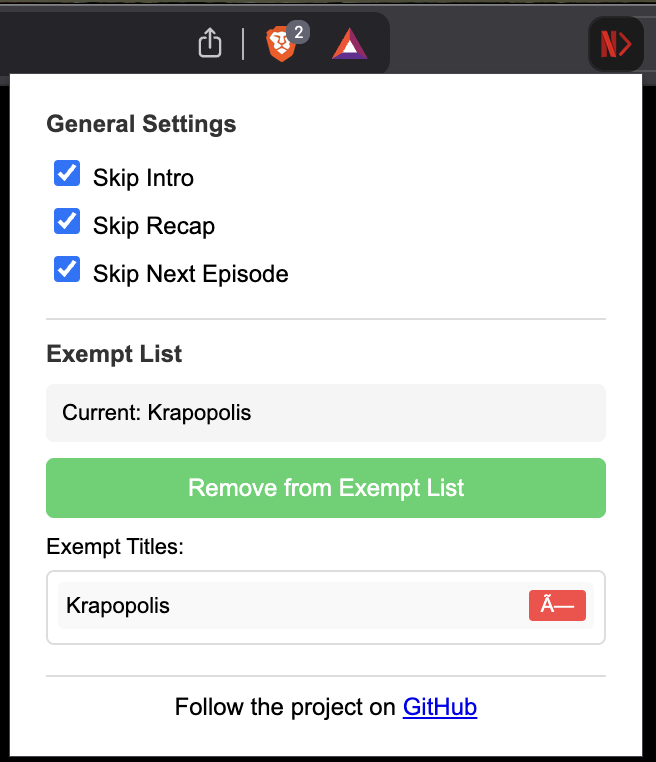 2
N
General Settings
Skip Intro
Skip Recap
Skip Next Episode
Exempt List
Current: Krapopolis
Remove from Exempt List
Exempt Titles:
Krapopolis
Ã—
Follow the project on GitHub